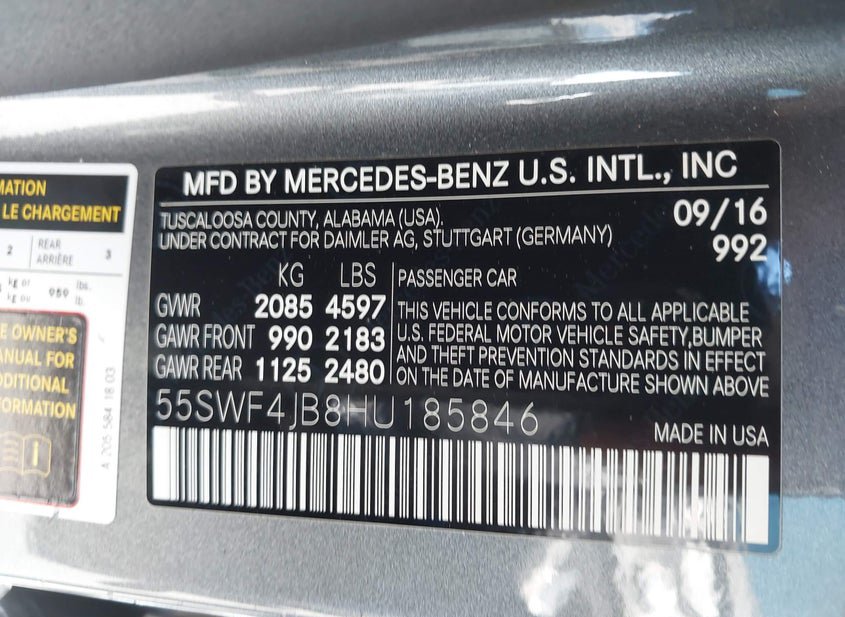 MATION
LE CHARGEMENT
2 REAR ARRIÈRE 3
kg or kg ou 959 lbs. lb.
OWNER'S
ANUAL FOR
DDITIONAL
FORMATION
A 205 584 18 03
MFD BY MERCEDES-BENZ U.S. INTL., INC
TUSCALOOSA COUNTY, ALABAMA (USA). 09/16
UNDER CONTRACT FOR DAIMLER AG, STUTTGART (GERMANY) 992
KG LBS PASSENGER CAR
GVWR 2085 4597 THIS VEHICLE CONFORMS TO ALL APPLICABLE
GAWR FRONT 990 2183 U.S. FEDERAL MOTOR VEHICLE SAFETY,BUMPER
GAWR REAR 1125 2480 AND THEFT PREVENTION STANDARDS IN EFFECT
ON THE DATE OF MANUFACTURE SHOWN ABOVE
55SWF4JB8HU185846
MADE IN USA